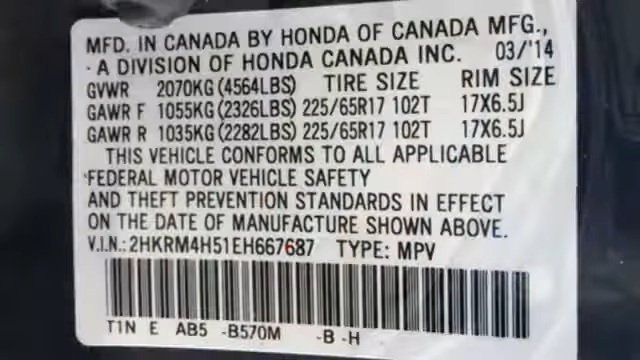 MFD. IN CANADA BY HONDA OF CANADA MFG.,
A DIVISION OF HONDA CANADA INC. 03/'14
GVWR 2070KG (4564LBS) TIRE SIZE RIM SIZE
GAWR F 1055KG (2326LBS) 225/65R17 102T 17X6.5J
GAWR R 1035KG (2282LBS) 225/65R17 102T 17X6.5J
THIS VEHICLE CONFORMS TO ALL APPLICABLE
FEDERAL MOTOR VEHICLE SAFETY
AND THEFT PREVENTION STANDARDS IN EFFECT
ON THE DATE OF MANUFACTURE SHOWN ABOVE.
V.I.N.: 2HKRM4H51EH667687 TYPE: MPV
T1N E AB5 -B570M -B -H